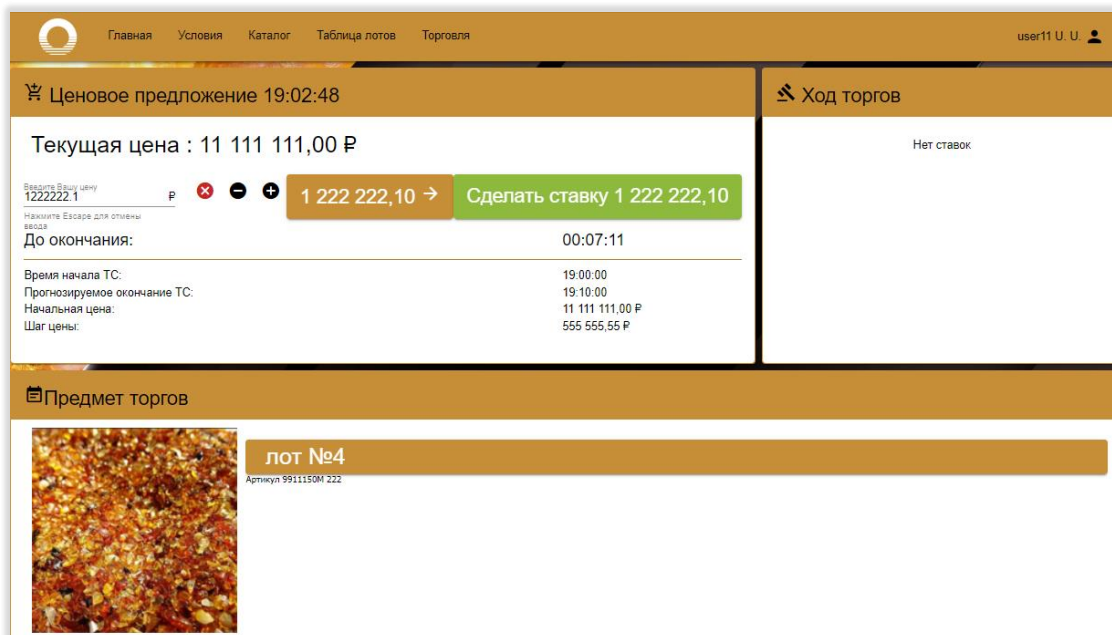 Главная Условия Каталог Таблица лотов Торговля user11 U. U.
Ценовое предложение 19:02:48
Ход торгов
Текущая цена : 11 111 111,00 ₽
Нет ставок
Введите Вашу цену
1222222.1 ₽
1 222 222,10 →
Сделать ставку 1 222 222,10
Нажмите Escape для отмены
ввода
До окончания: 00:07:11
Время начала ТС: 19:00:00
Прогнозируемое окончание ТС: 19:10:00
Начальная цена: 11 111 111,00 ₽
Шаг цены: 555 555,55 ₽
Предмет торгов
лот №4
Артикул 9911150M 222